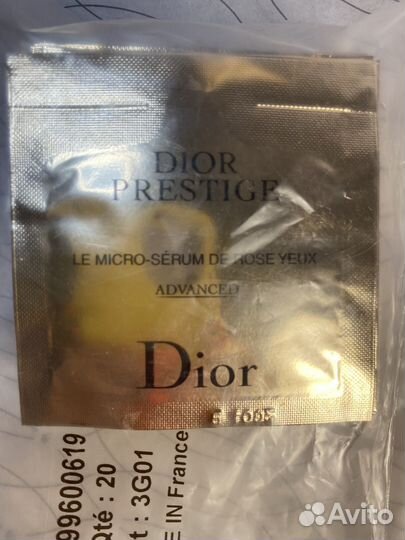 DIOR
PRESTIGE
LE MICRO-SÉRUM DE ROSE YEUX
ADVANCED
Dior
99600619
Qté : 20
t : 3G01
E IN France
Avito